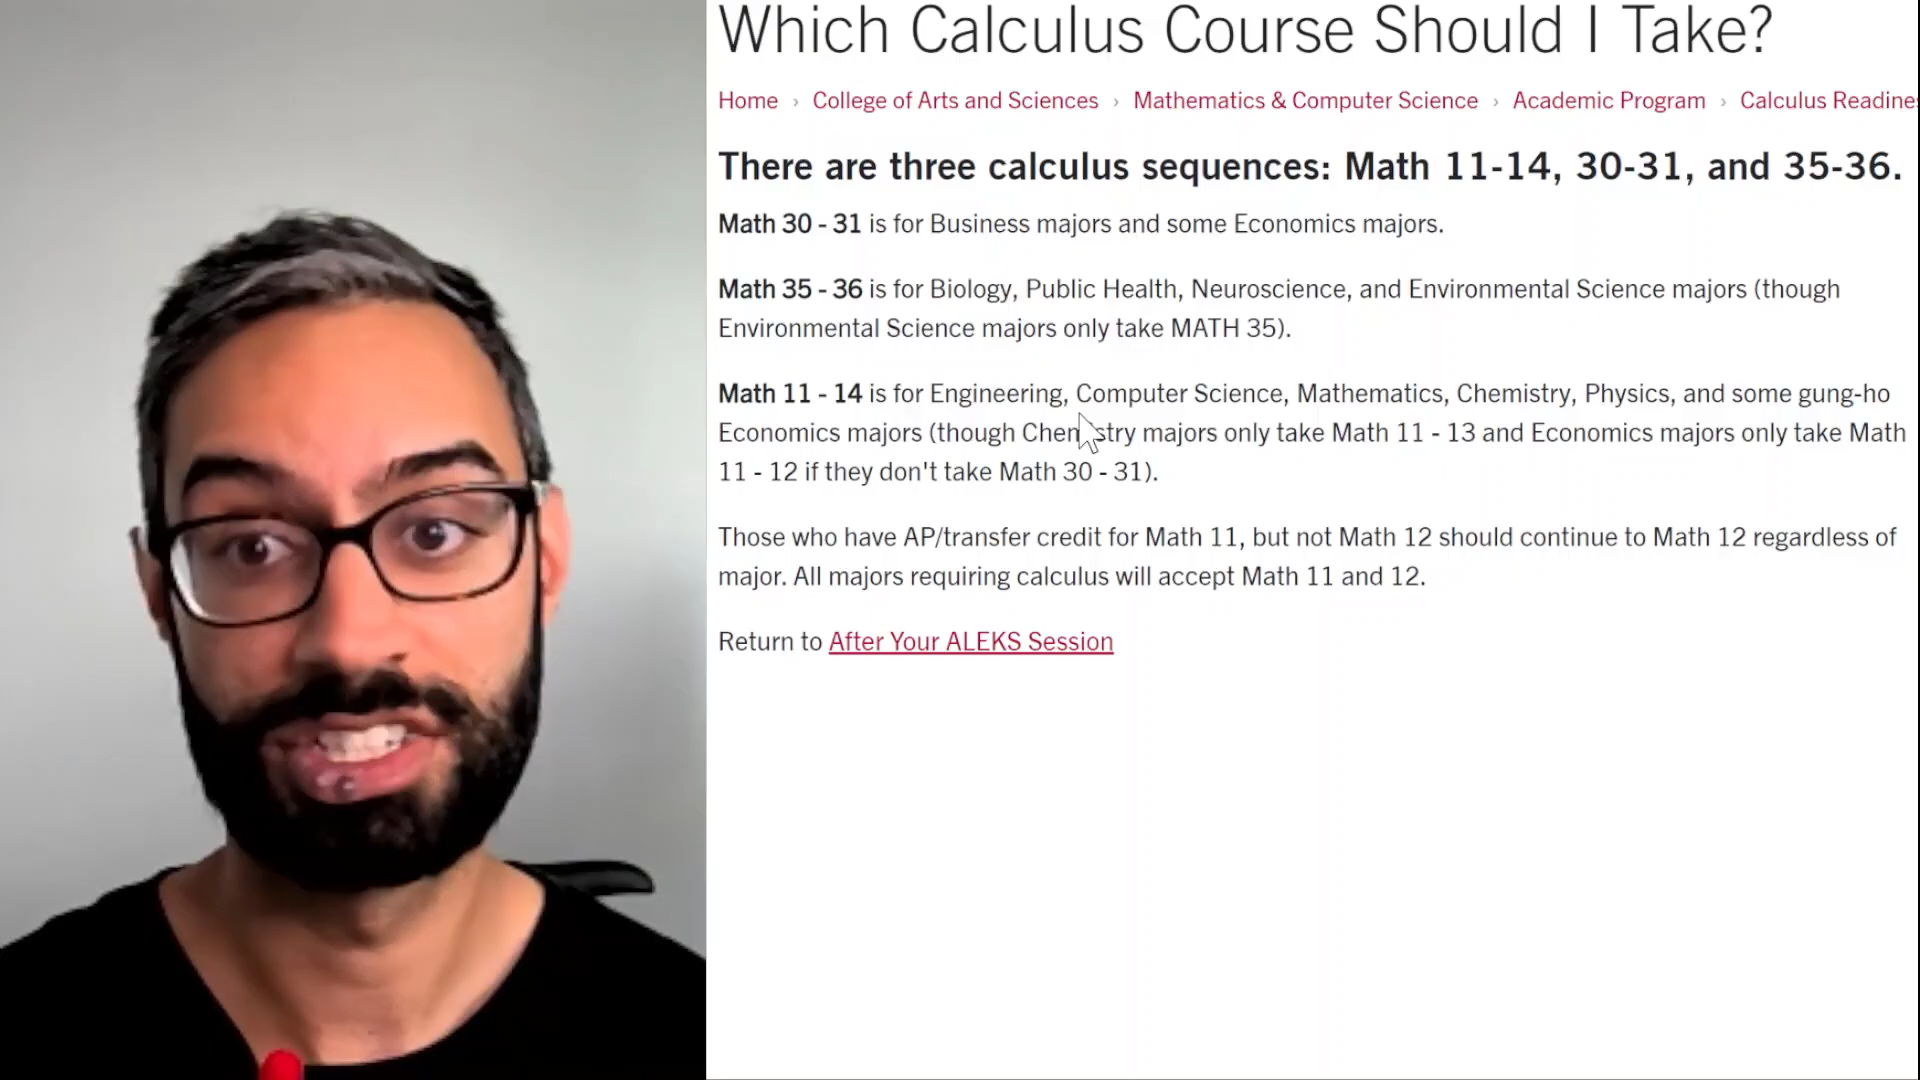 Which Calculus Course Should I Take?
Home › College of Arts and Sciences › Mathematics & Computer Science › Academic Program › Calculus
There are three calculus sequences: Math 11-14, 30-31, and 35-36.
Math 30 - 31 is for Business majors and some Economics majors.
Math 35 - 36 is for Biology, Public Health, Neuroscience, and Environmental Science majors (though
Environmental Science majors only take MATH 35).
Math 11 - 14 is for Engineering, Computer Science, Mathematics, Chemistry, Physics, and some gung-ho
Economics majors (though Chemistry majors only take Math 11 - 13 and Economics majors only take Math
11 - 12 if they don't take Math 30 - 31).
Those who have AP/transfer credit for Math 11, but not Math 12 should continue to Math 12 regardless of
major. All majors requiring calculus will accept Math 11 and 12.
Return to After Your ALEKS Session